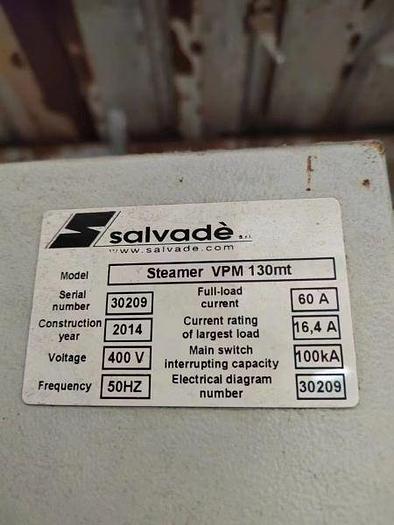 salvadè s.r.l.
www.salvade.com
Model Steamer VPM 130mt
Serial number 30209
Full-load current 60 A
Construction year 2014
Current rating of largest load 16,4 A
Voltage 400 V
Main switch interrupting capacity 100kA
Frequency 50HZ
Electrical diagram number 30209